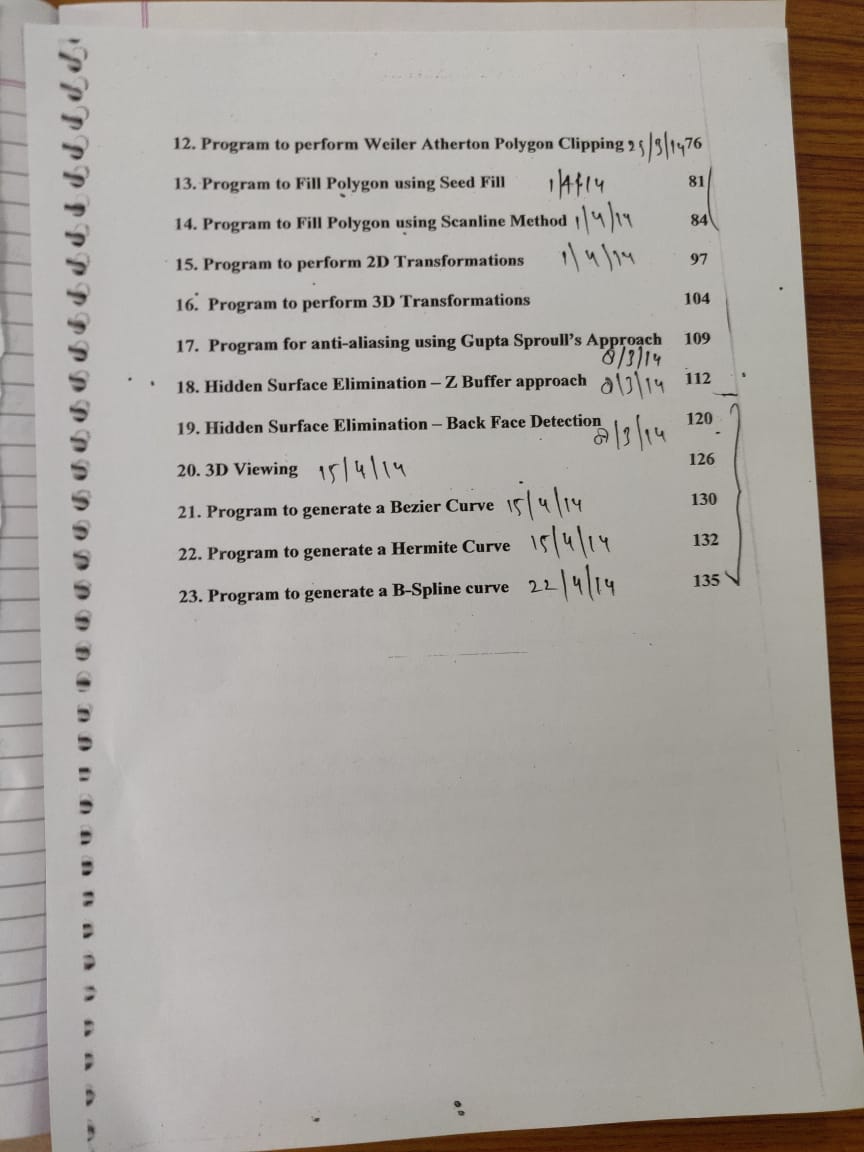 12. Program to perform Weiler Atherton Polygon Clipping 25/3/14 76
13. Program to Fill Polygon using Seed Fill 1/4/14 81
14. Program to Fill Polygon using Scanline Method 1/4/14 84
15. Program to perform 2D Transformations 1/4/14 97
16. Program to perform 3D Transformations 104
17. Program for anti-aliasing using Gupta Sproull's Approach 109
8/3/14
18. Hidden Surface Elimination – Z Buffer approach 8/3/14 112
19. Hidden Surface Elimination – Back Face Detection 8/3/14 120
20. 3D Viewing 15/4/14 126
21. Program to generate a Bezier Curve 15/4/14 130
22. Program to generate a Hermite Curve 15/4/14 132
23. Program to generate a B-Spline curve 22/4/14 135